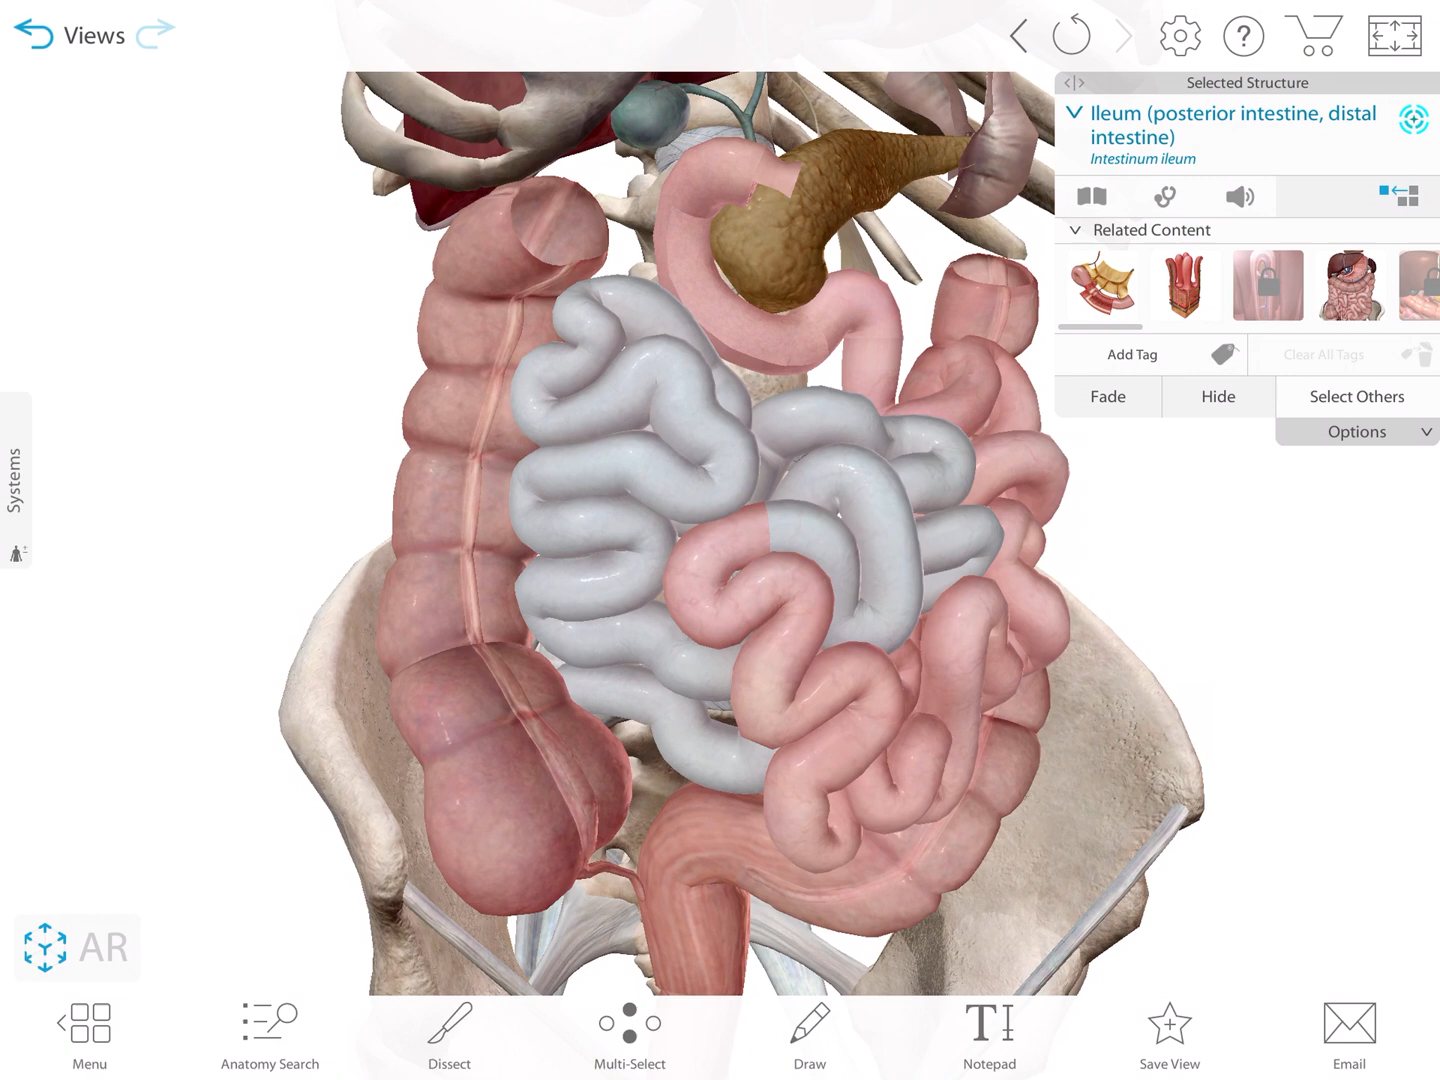 Views
Selected Structure
Ileum (posterior intestine, distal
intestine)
Intestinum ileum
Related Content
Add Tag
Clear All Tags
Fade
Hide
Select Others
Options
Systems
AR
Menu
Anatomy Search
Dissect
Multi-Select
Draw
Notepad
Save View
Email